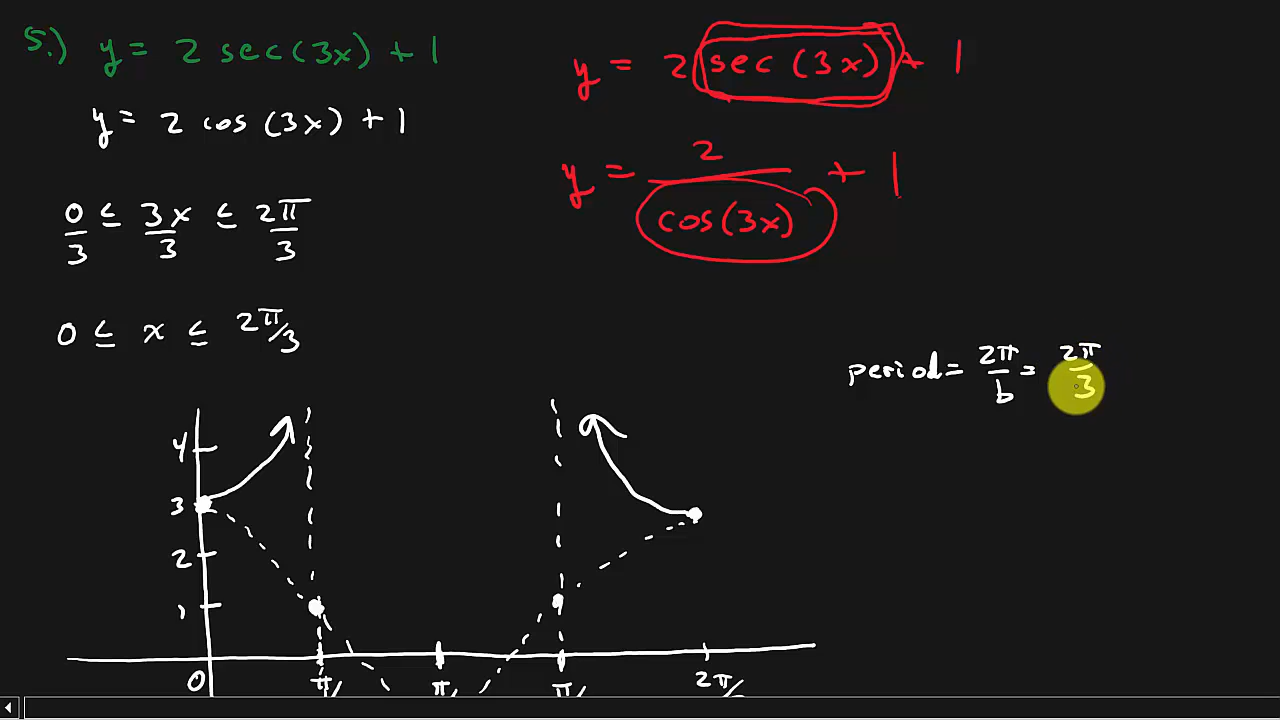 5.) y = 2 sec(3x) + 1
y = 2 cos(3x) + 1
0/3 ≤ 3x/3 ≤ 2π/3
0 ≤ x ≤ 2π/3
y = 2 sec(3x) + 1
y = 2/cos(3x) + 1
period = 2π/b = 2π/3
4
3
2
1
0 π/ π/ π/ 2π/